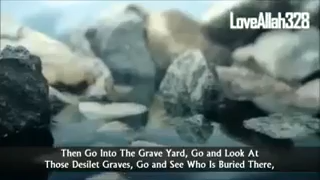 LoveAllah328
Then Go Into The Grave Yard, Go and Look At
Those Desilet Graves, Go and See Who Is Buried There,